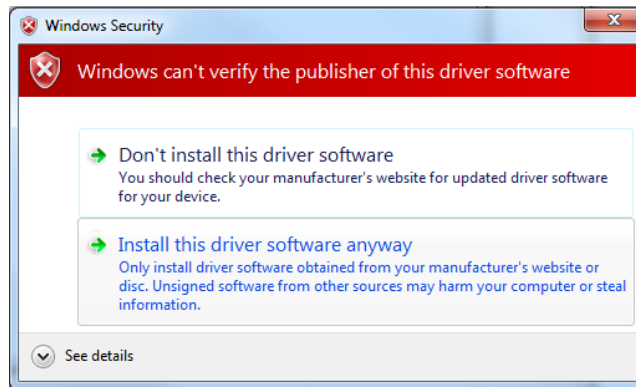 Windows Security
Windows can't verify the publisher of this driver software
Don't install this driver software
You should check your manufacturer's website for updated driver software
for your device.
Install this driver software anyway
Only install driver software obtained from your manufacturer's website or
disc. Unsigned software from other sources may harm your computer or steal
information.
See details